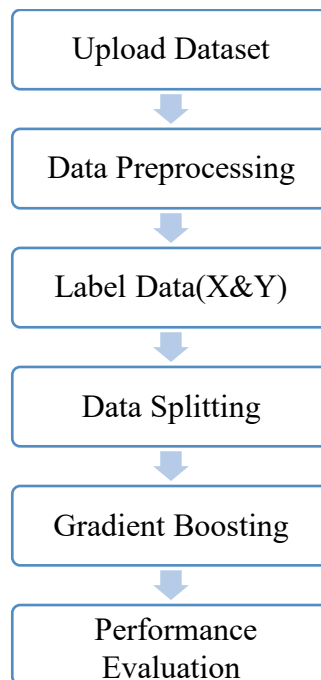 Upload Dataset
Data Preprocessing
Label Data(X&Y)
Data Splitting
Gradient Boosting
Performance
Evaluation